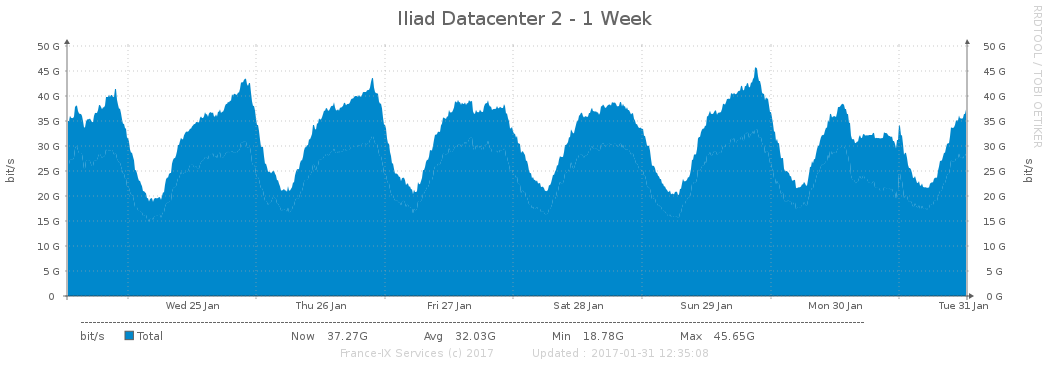 Iliad Datacenter 2 - 1 Week
RRDTOOL / TOBI OETIKER
bit/s
50 G 50 G
45 G 45 G
40 G 40 G
35 G 35 G
30 G 30 G
25 G 25 G
20 G 20 G
15 G 15 G
10 G 10 G
5 G 5 G
0 0 G
bit/s
Wed 25 Jan Thu 26 Jan Fri 27 Jan Sat 28 Jan Sun 29 Jan Mon 30 Jan Tue 31 Jan
bit/s Total Now 37.27G Avg 32.03G Min 18.78G Max 45.65G
France-IX Services (c) 2017 Updated : 2017-01-31 12:35:08